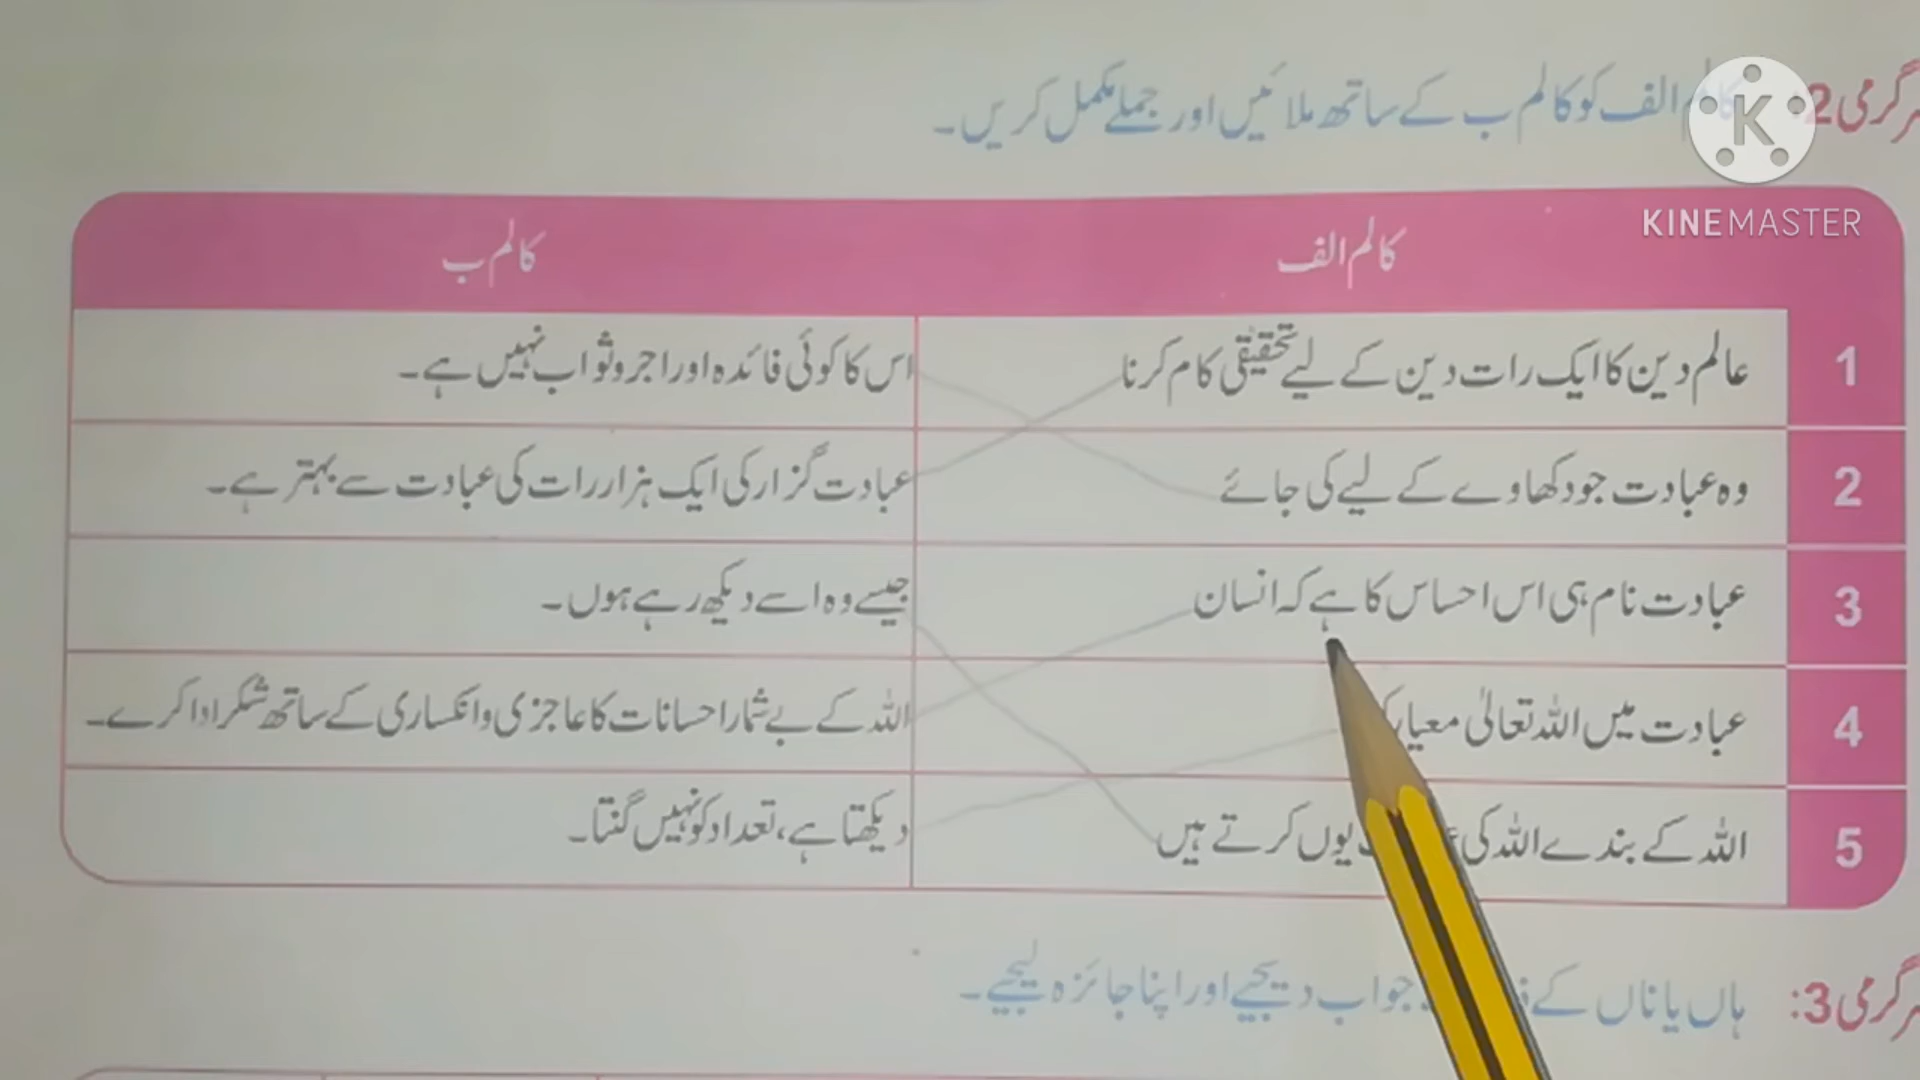 سرگرمی 2: کالم الف کو کالم ب کے ساتھ ملائیں اور جملے مکمل کریں۔
KINEMASTER
کالم الف کالم ب
1 عالم دین کا ایک رات دین کے لیے تحقیقی کام کرنا اس کا کوئی فائدہ اور اجر و ثواب نہیں ہے۔
2 وہ عبادت جو دکھاوے کے لیے کی جائے عبادت گزار کی ایک ہزار رات کی عبادت سے بہتر ہے۔
3 عبادت نام ہی اس احساس کا ہے کہ انسان جیسے وہ اسے دیکھ رہے ہوں۔
4 عبادت میں اللہ تعالیٰ معیار اللہ کے بے شمار احسانات کا عاجزی و انکساری کے ساتھ شکر ادا کرے۔
5 اللہ کے بندے اللہ کی یوں کرتے ہیں دیکھتا ہے، تعداد کو نہیں گنتا۔
سرگرمی 3: ہاں یا ناں کے جواب دیجیے اور اپنا جائزہ لیجیے۔